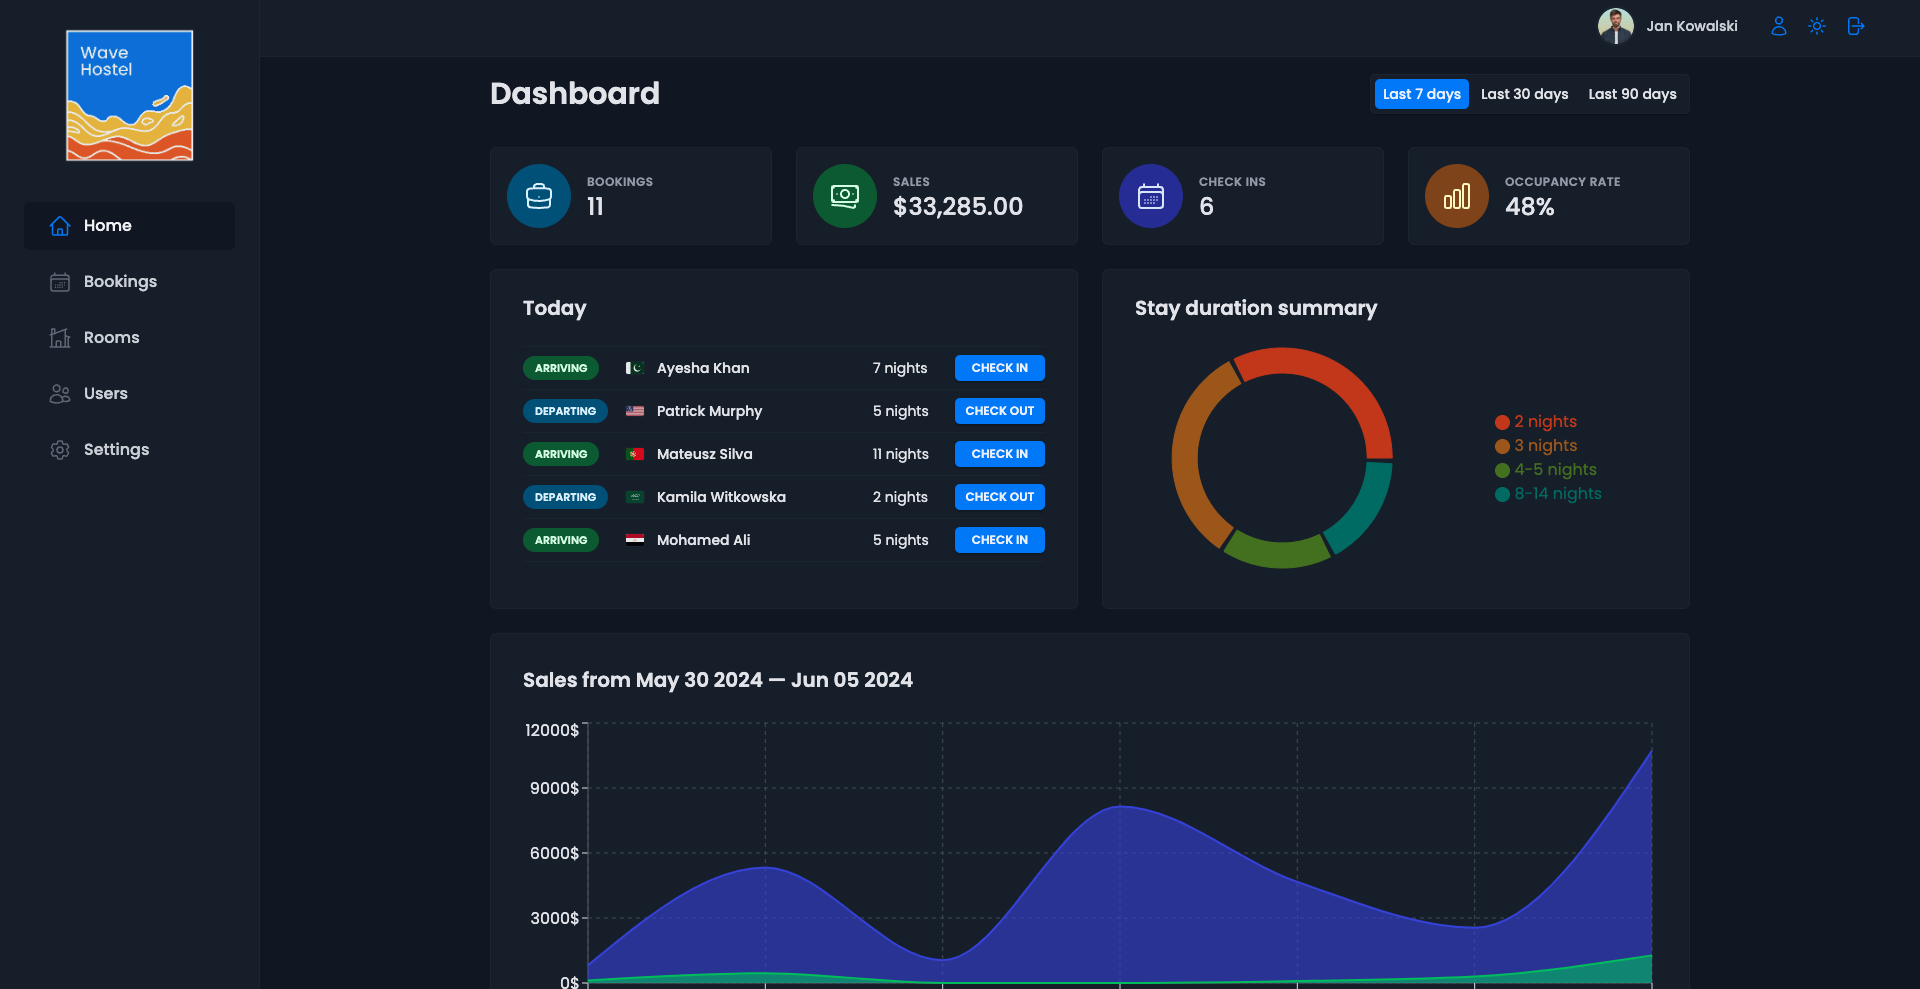 Wave
Hostel
Home
Bookings
Rooms
Users
Settings
Jan Kowalski
Dashboard
Last 7 days Last 30 days Last 90 days
BOOKINGS
11
SALES
$33,285.00
CHECK INS
6
OCCUPANCY RATE
48%
Today
ARRIVING Ayesha Khan 7 nights CHECK IN
DEPARTING Patrick Murphy 5 nights CHECK OUT
ARRIVING Mateusz Silva 11 nights CHECK IN
DEPARTING Kamila Witkowska 2 nights CHECK OUT
ARRIVING Mohamed Ali 5 nights CHECK IN
Stay duration summary
2 nights
3 nights
4-5 nights
8-14 nights
Sales from May 30 2024 — Jun 05 2024
12000$
9000$
6000$
3000$
0$